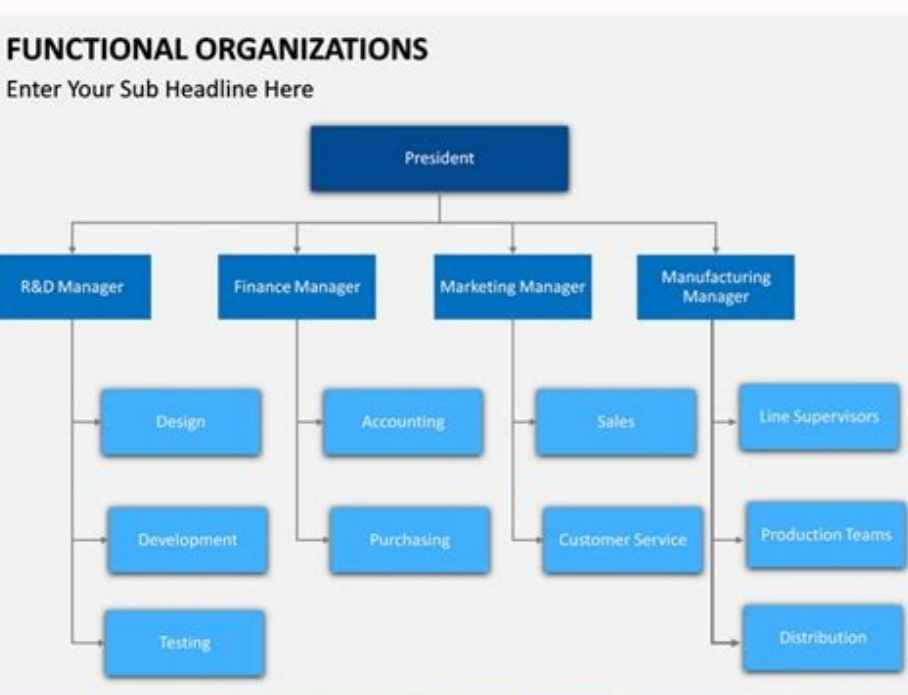 FUNCTIONAL ORGANIZATIONS
Enter Your Sub Headline Here
President
R&D Manager
Finance Manager
Marketing Manager
Manufacturing
Manager
Design
Accounting
Sales
Line Supervisors
Development
Purchasing
Customer Service
Production Teams
Testing
Distribution